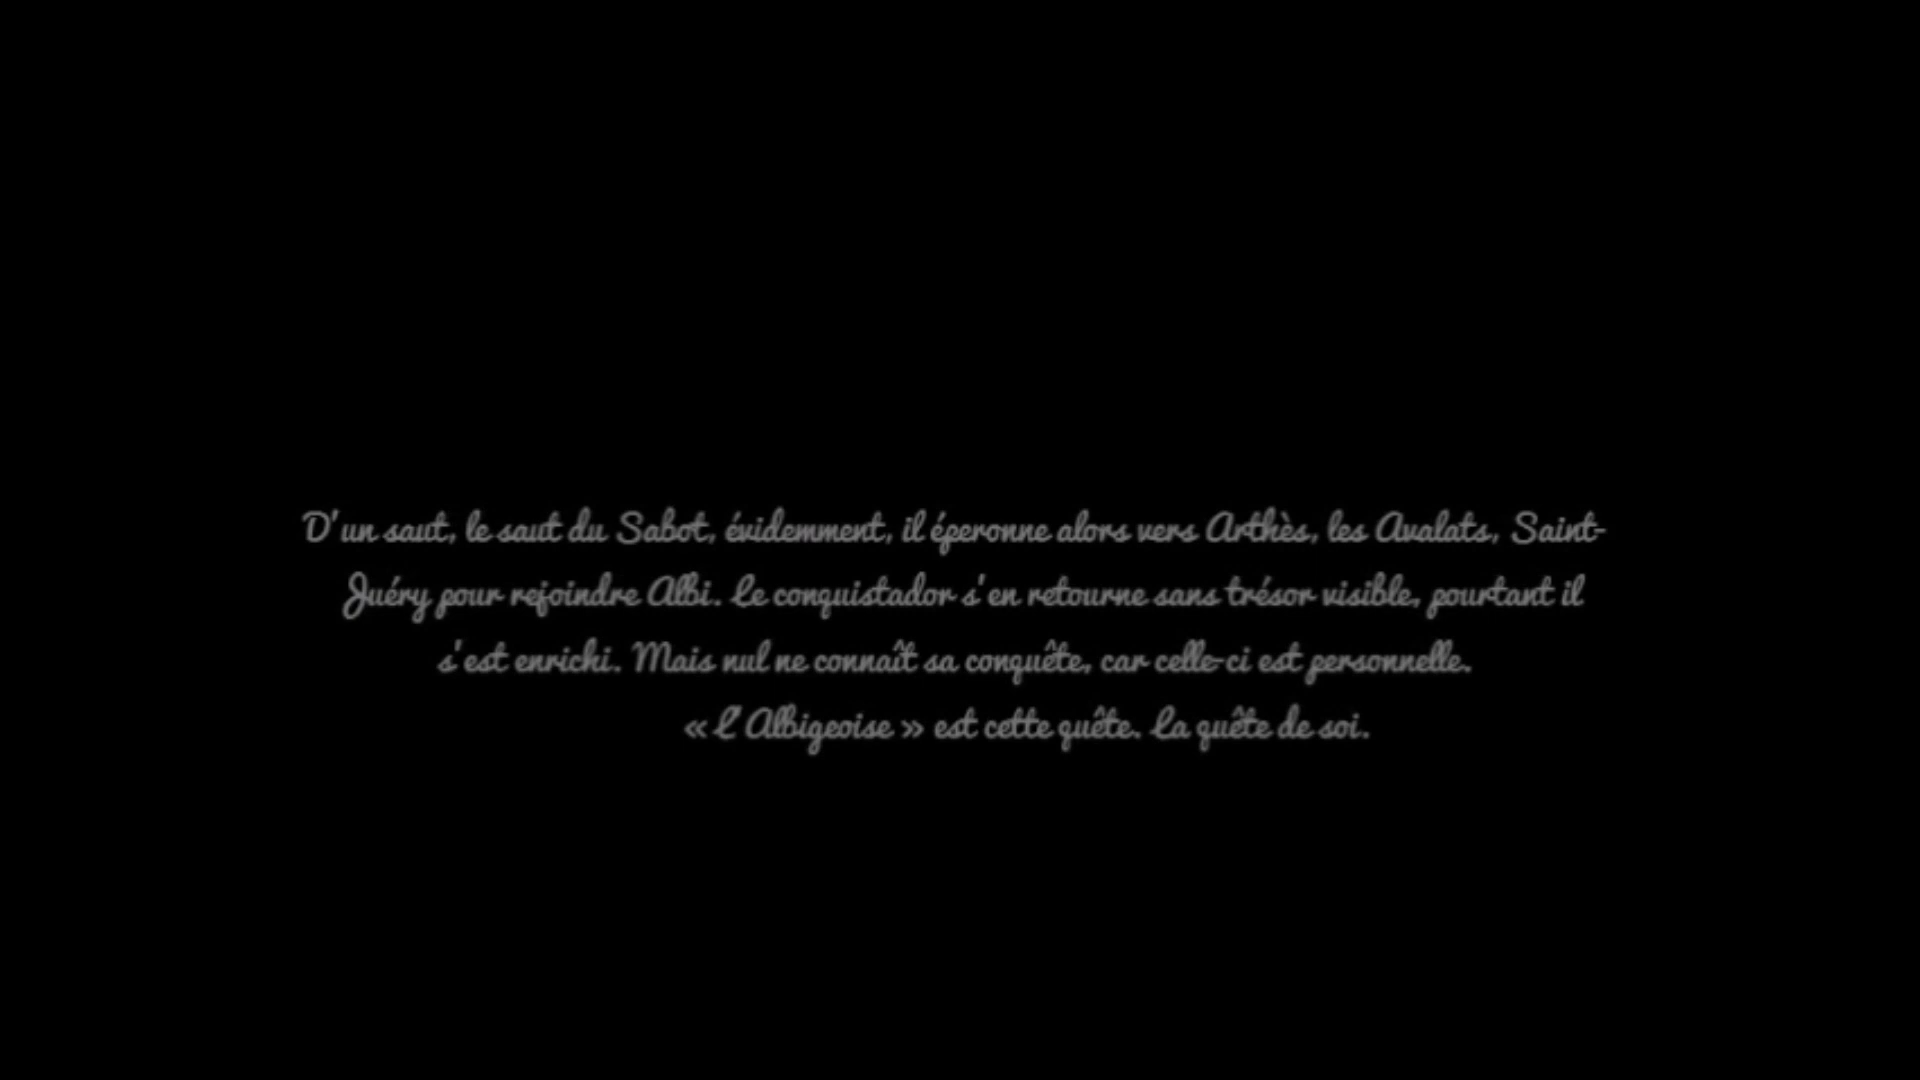 D'un saut, le saut du Sabot, évidemment, il éperonne alors vers Arthès, les Avalats, Saint-
Juéry pour rejoindre Albi. Le conquistador s'en retourne sans trésor visible, pourtant il
s'est enrichi. Mais nul ne connaît sa conquête, car celle-ci est personnelle.
« L'Albigeoise » est cette quête. La quête de soi.